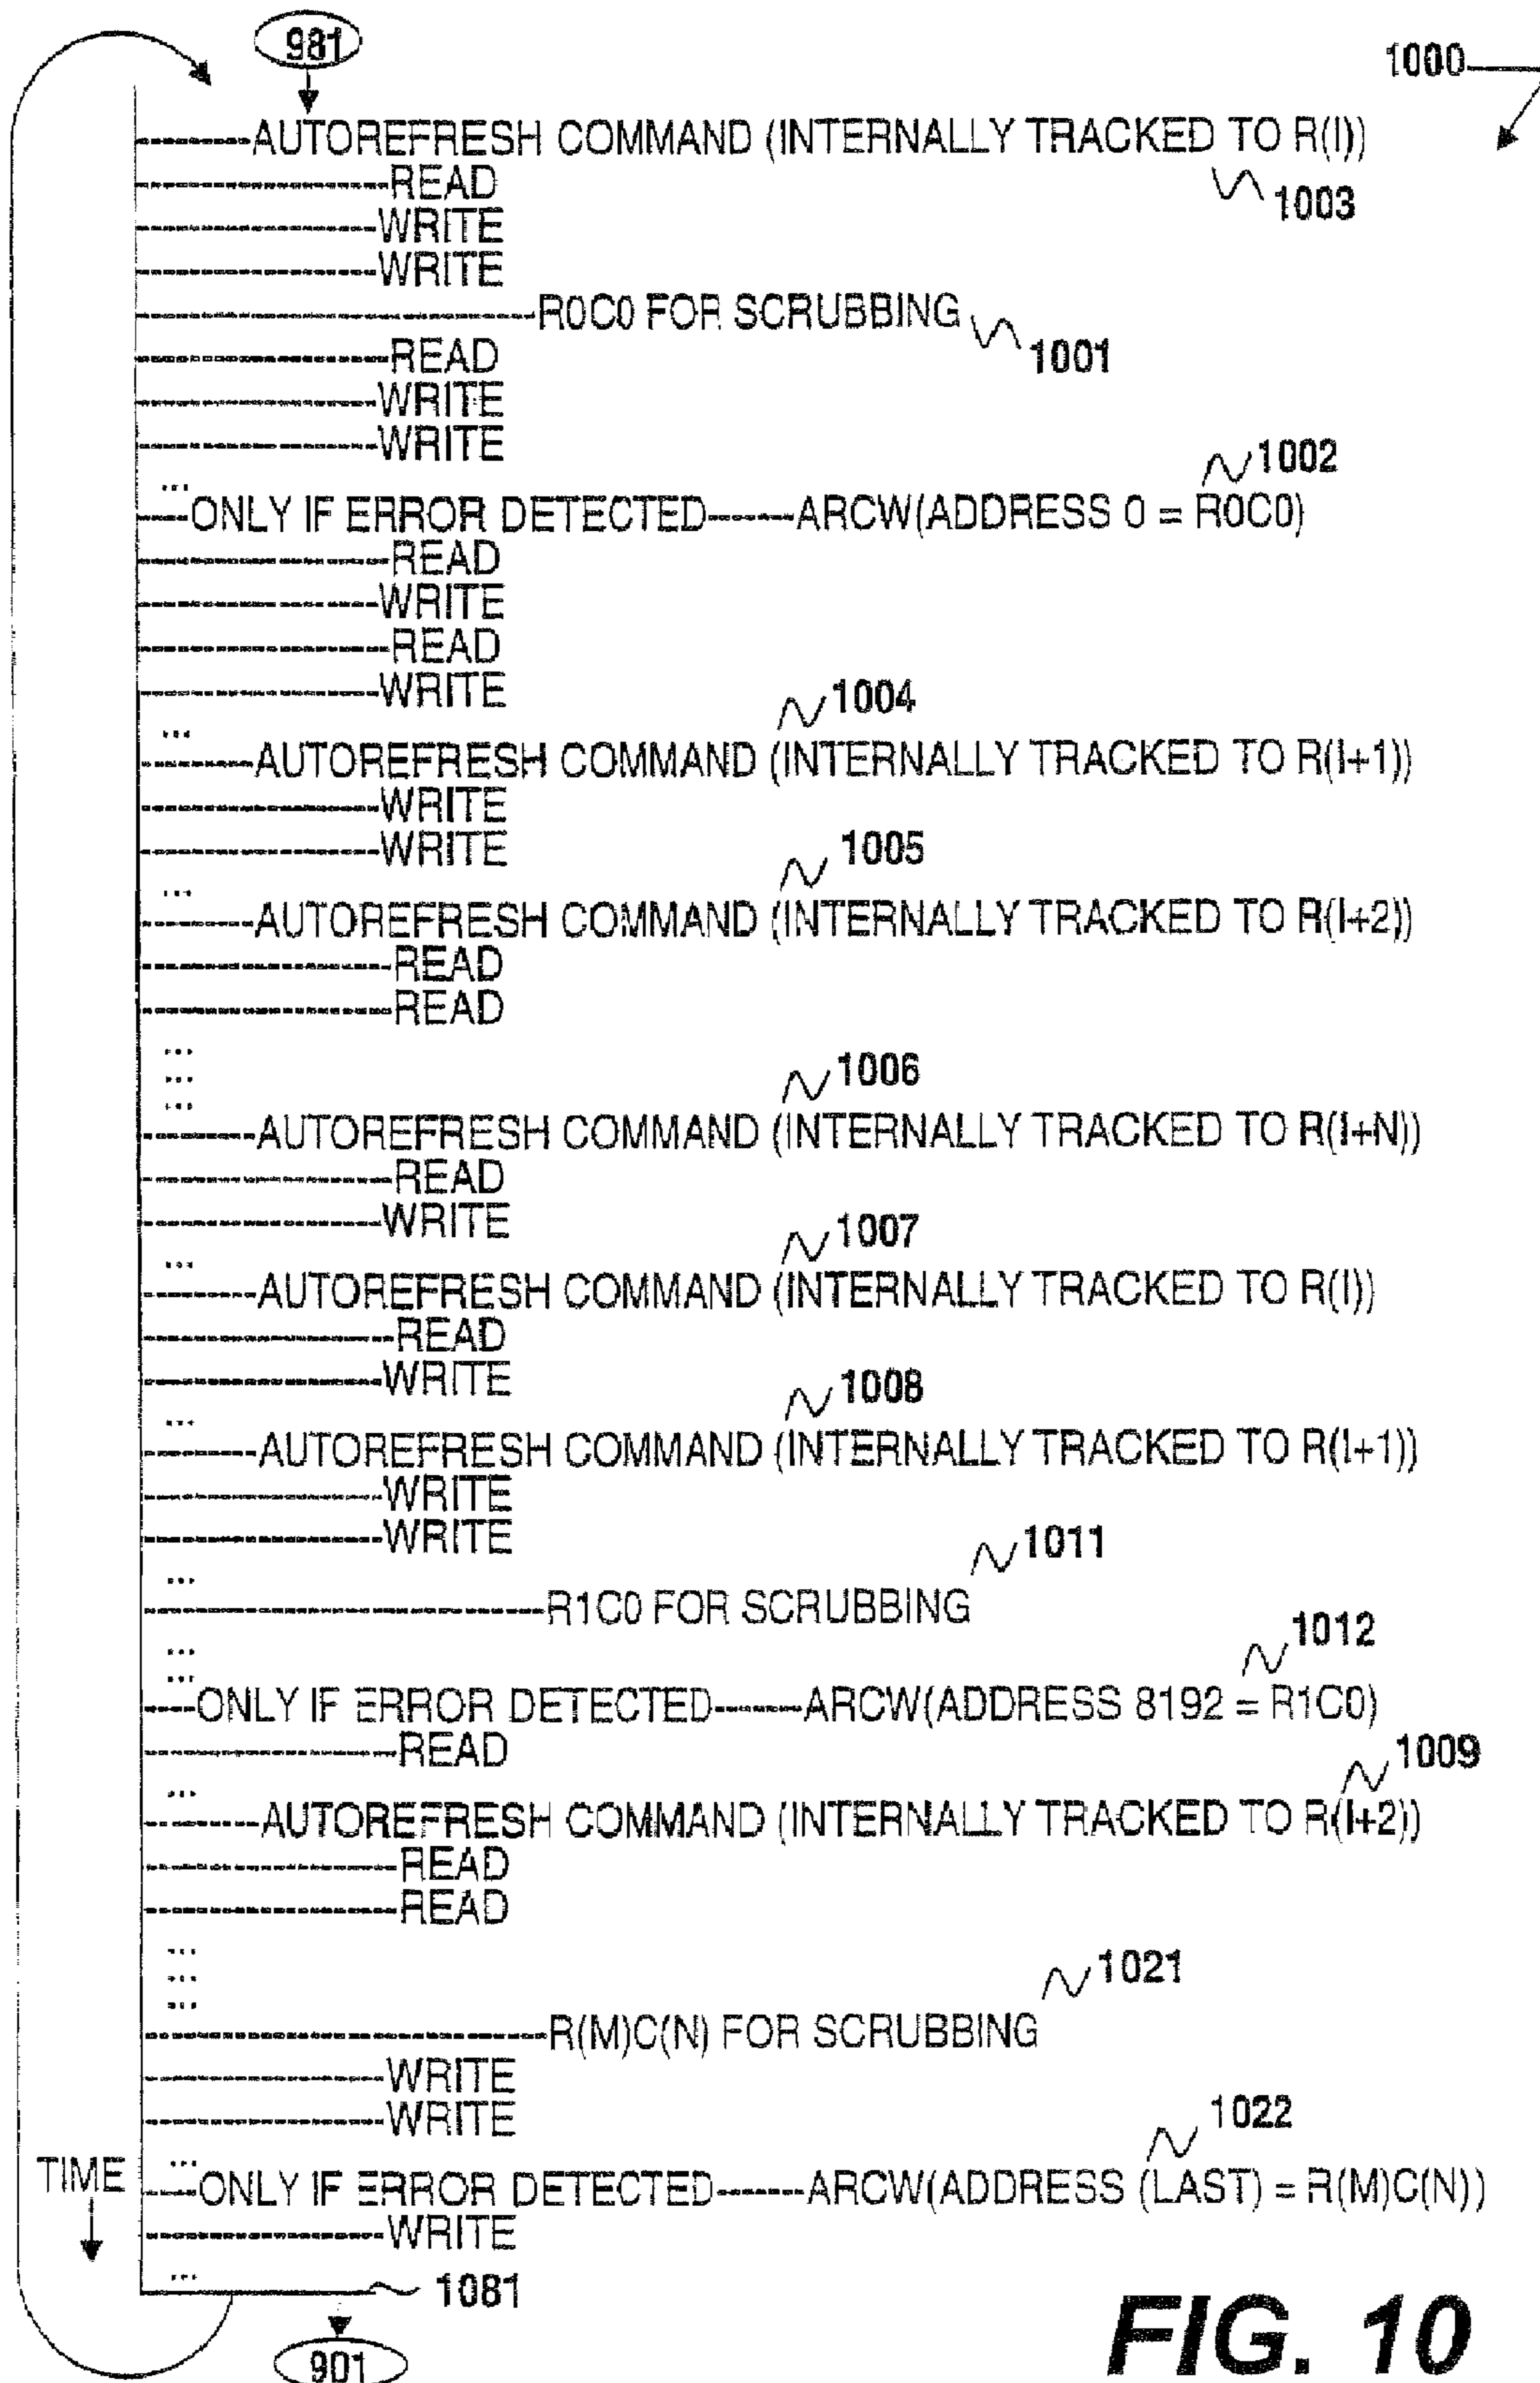 981
1000
AUTOREFRESH COMMAND (INTERNALLY TRACKED TO R(I))
READ
1003
WRITE
WRITE
R0C0 FOR SCRUBBING
1001
READ
WRITE
WRITE
1002
...
ONLY IF ERROR DETECTED------ARCW(ADDRESS 0 = R0C0)
READ
WRITE
READ
WRITE
1004
...
AUTOREFRESH COMMAND (INTERNALLY TRACKED TO R(I+1))
WRITE
WRITE
1005
...
AUTOREFRESH COMMAND (INTERNALLY TRACKED TO R(I+2))
READ
READ
...
1006
...
...
AUTOREFRESH COMMAND (INTERNALLY TRACKED TO R(I+N))
READ
WRITE
1007
...
AUTOREFRESH COMMAND (INTERNALLY TRACKED TO R(I))
READ
WRITE
1008
...
AUTOREFRESH COMMAND (INTERNALLY TRACKED TO R(I+1))
WRITE
WRITE
1011
...
R1C0 FOR SCRUBBING
1012
...
...
ONLY IF ERROR DETECTED------ARCW(ADDRESS 8192 = R1C0)
READ
1009
...
AUTOREFRESH COMMAND (INTERNALLY TRACKED TO R(I+2))
READ
READ
...
1021
...
...
R(M)C(N) FOR SCRUBBING
WRITE
WRITE
1022
TIME
...
ONLY IF ERROR DETECTED------ARCW(ADDRESS (LAST) = R(M)C(N))
WRITE
...
1081
901
FIG. 10